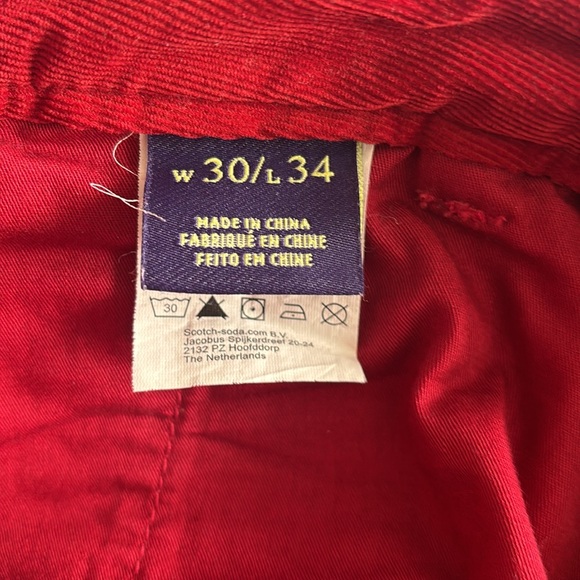 W 30/L 34
MADE IN CHINA
FABRIQUÉ EN CHINE
FEITO EM CHINE
30
Scotch-soda.com B.V.
Jacobus Spijkerdreef 20-24
2132 PZ Hoofddorp
The Netherlands